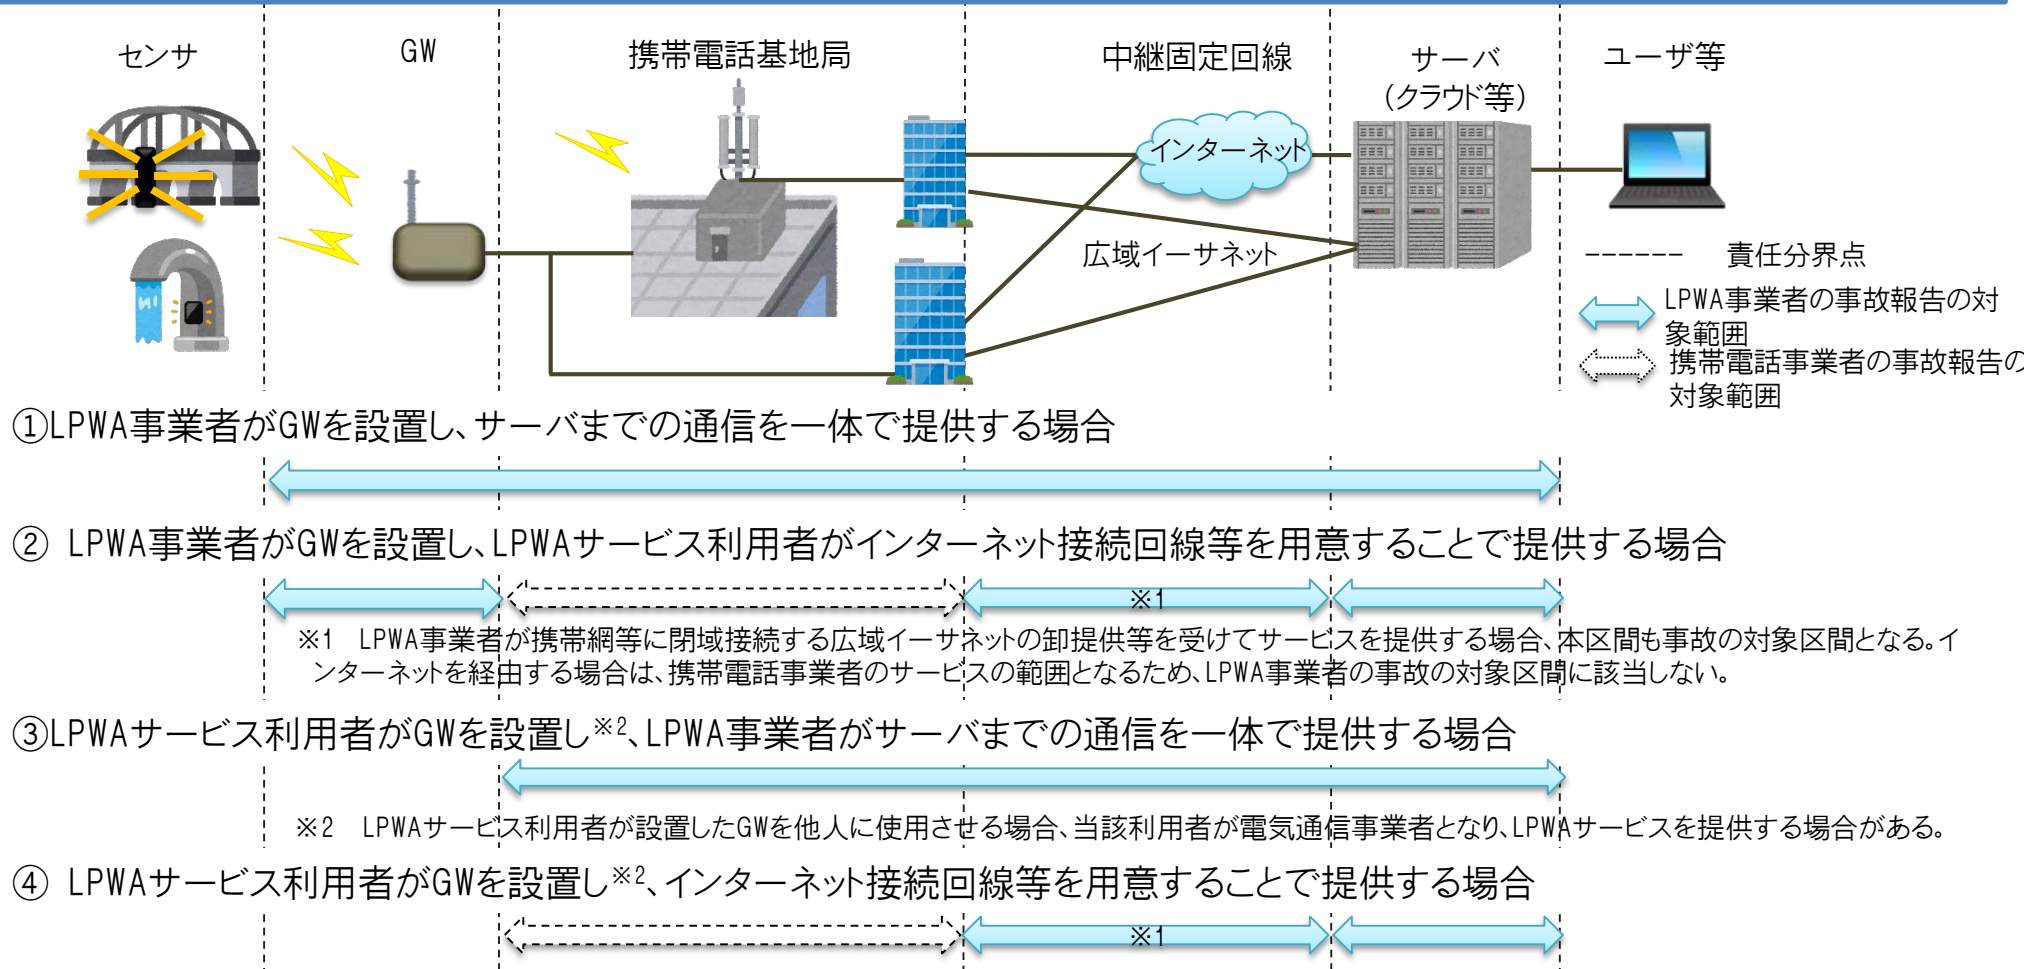 センサ
GW
携帯電話基地局
中継固定回線
サーバ
(クラウド等)
ユーザ等
インターネット
広域イーサネット
責任分界点
LPWA事業者の事故報告の対
象範囲
携帯電話事業者の事故報告の
対象範囲
①LPWA事業者がGWを設置し、サーバまでの通信を一体で提供する場合
② LPWA事業者がGWを設置し、LPWAサービス利用者がインターネット接続回線等を用意することで提供する場合
※1
※1 LPWA事業者が携帯網等に閉域接続する広域イーサネットの卸提供等を受けてサービスを提供する場合、本区間も事故の対象区間となる。イ
ンターネットを経由する場合は、携帯電話事業者のサービスの範囲となるため、LPWA事業者の事故の対象区間に該当しない。
③LPWAサービス利用者がGWを設置し※2、LPWA事業者がサーバまでの通信を一体で提供する場合
※2 LPWAサービス利用者が設置したGWを他人に使用させる場合、当該利用者が電気通信事業者となり、LPWAサービスを提供する場合がある。
④ LPWAサービス利用者がGWを設置し※2、インターネット接続回線等を用意することで提供する場合
※1